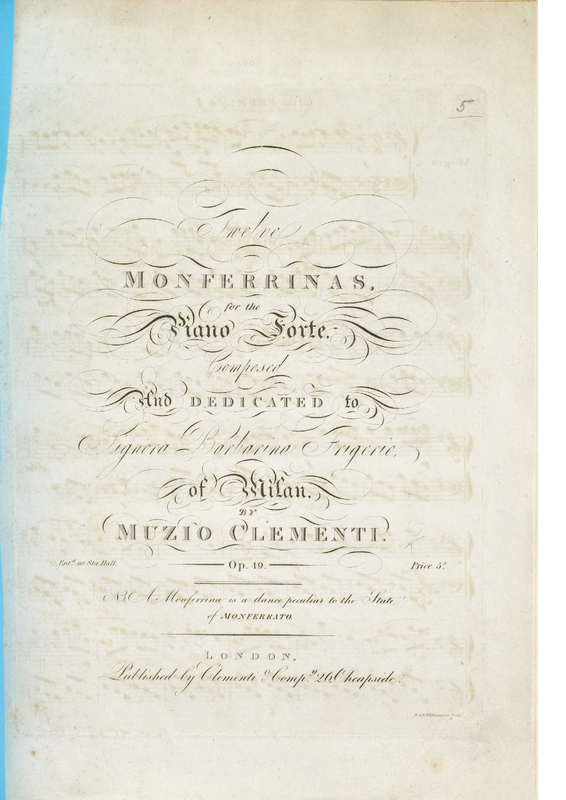 5
Twelve
MONFERRINAS,
for the
Piano Forte.
Composed
And DEDICATED to
Signora Barbarina Frigerio,
of Milan.
BY
MUZIO CLEMENTI.
Entd. at Sta. Hall.
Op. 49.
Price 5s.
NB. A Monferrina is a dance peculiar to the State
of MONFERRATO.
LONDON,
Published by Clementi & Compy. 26, Cheapside.